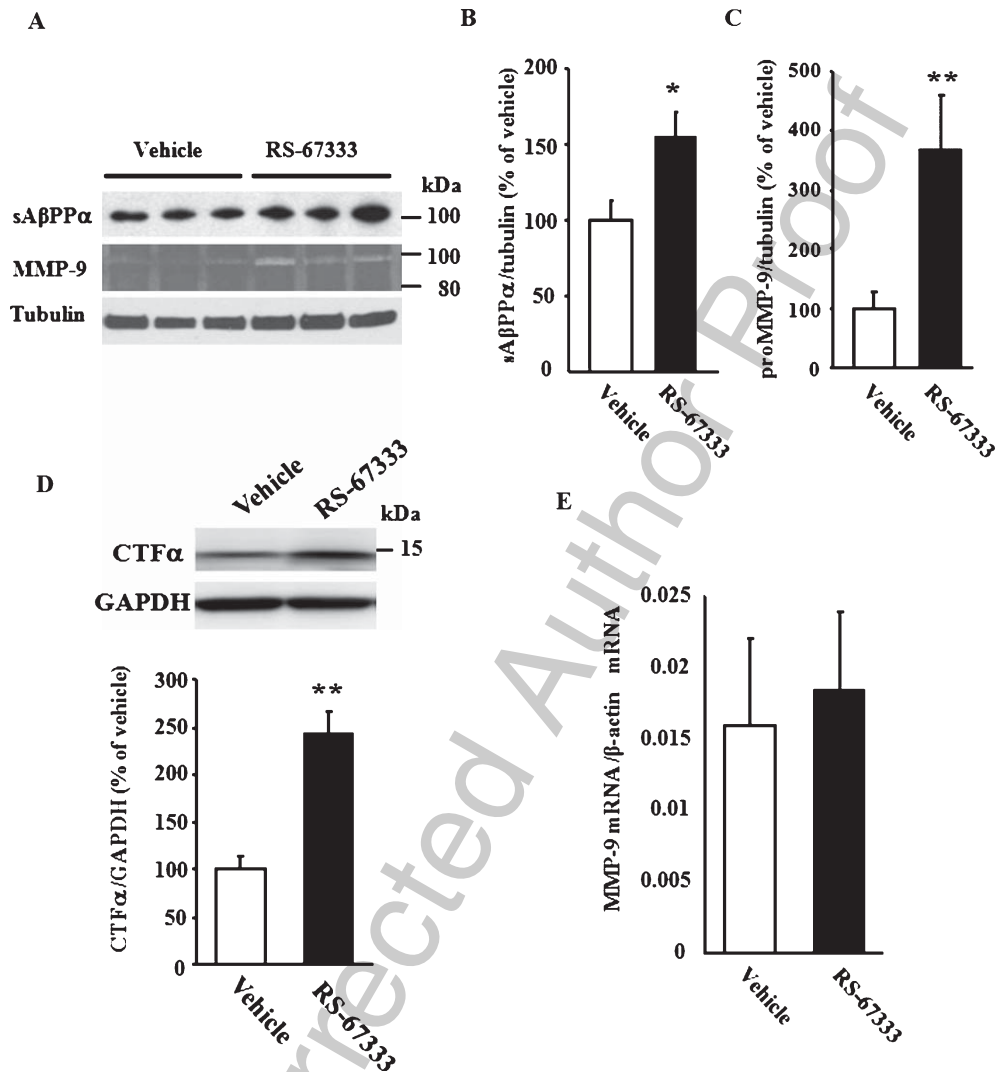 A
Vehicle RS-67333
kDa
sAβPPα 100
MMP-9 100
80
Tubulin
B
sAβPPα/tubulin (% of vehicle)
200
150
100
50
0
*
Vehicle
RS-67333
C
proMMP-9/tubulin (% of vehicle)
500
400
300
200
100
0
**
Vehicle
RS-67333
D
Vehicle
RS-67333
kDa
CTFα 15
GAPDH
CTFα/GAPDH (% of vehicle)
300
250
200
150
100
50
0
**
Vehicle
RS-67333
E
MMP-9 mRNA/β-actin mRNA
0.025
0.02
0.015
0.01
0.005
0
Vehicle
RS-67333
rrected Author Proof